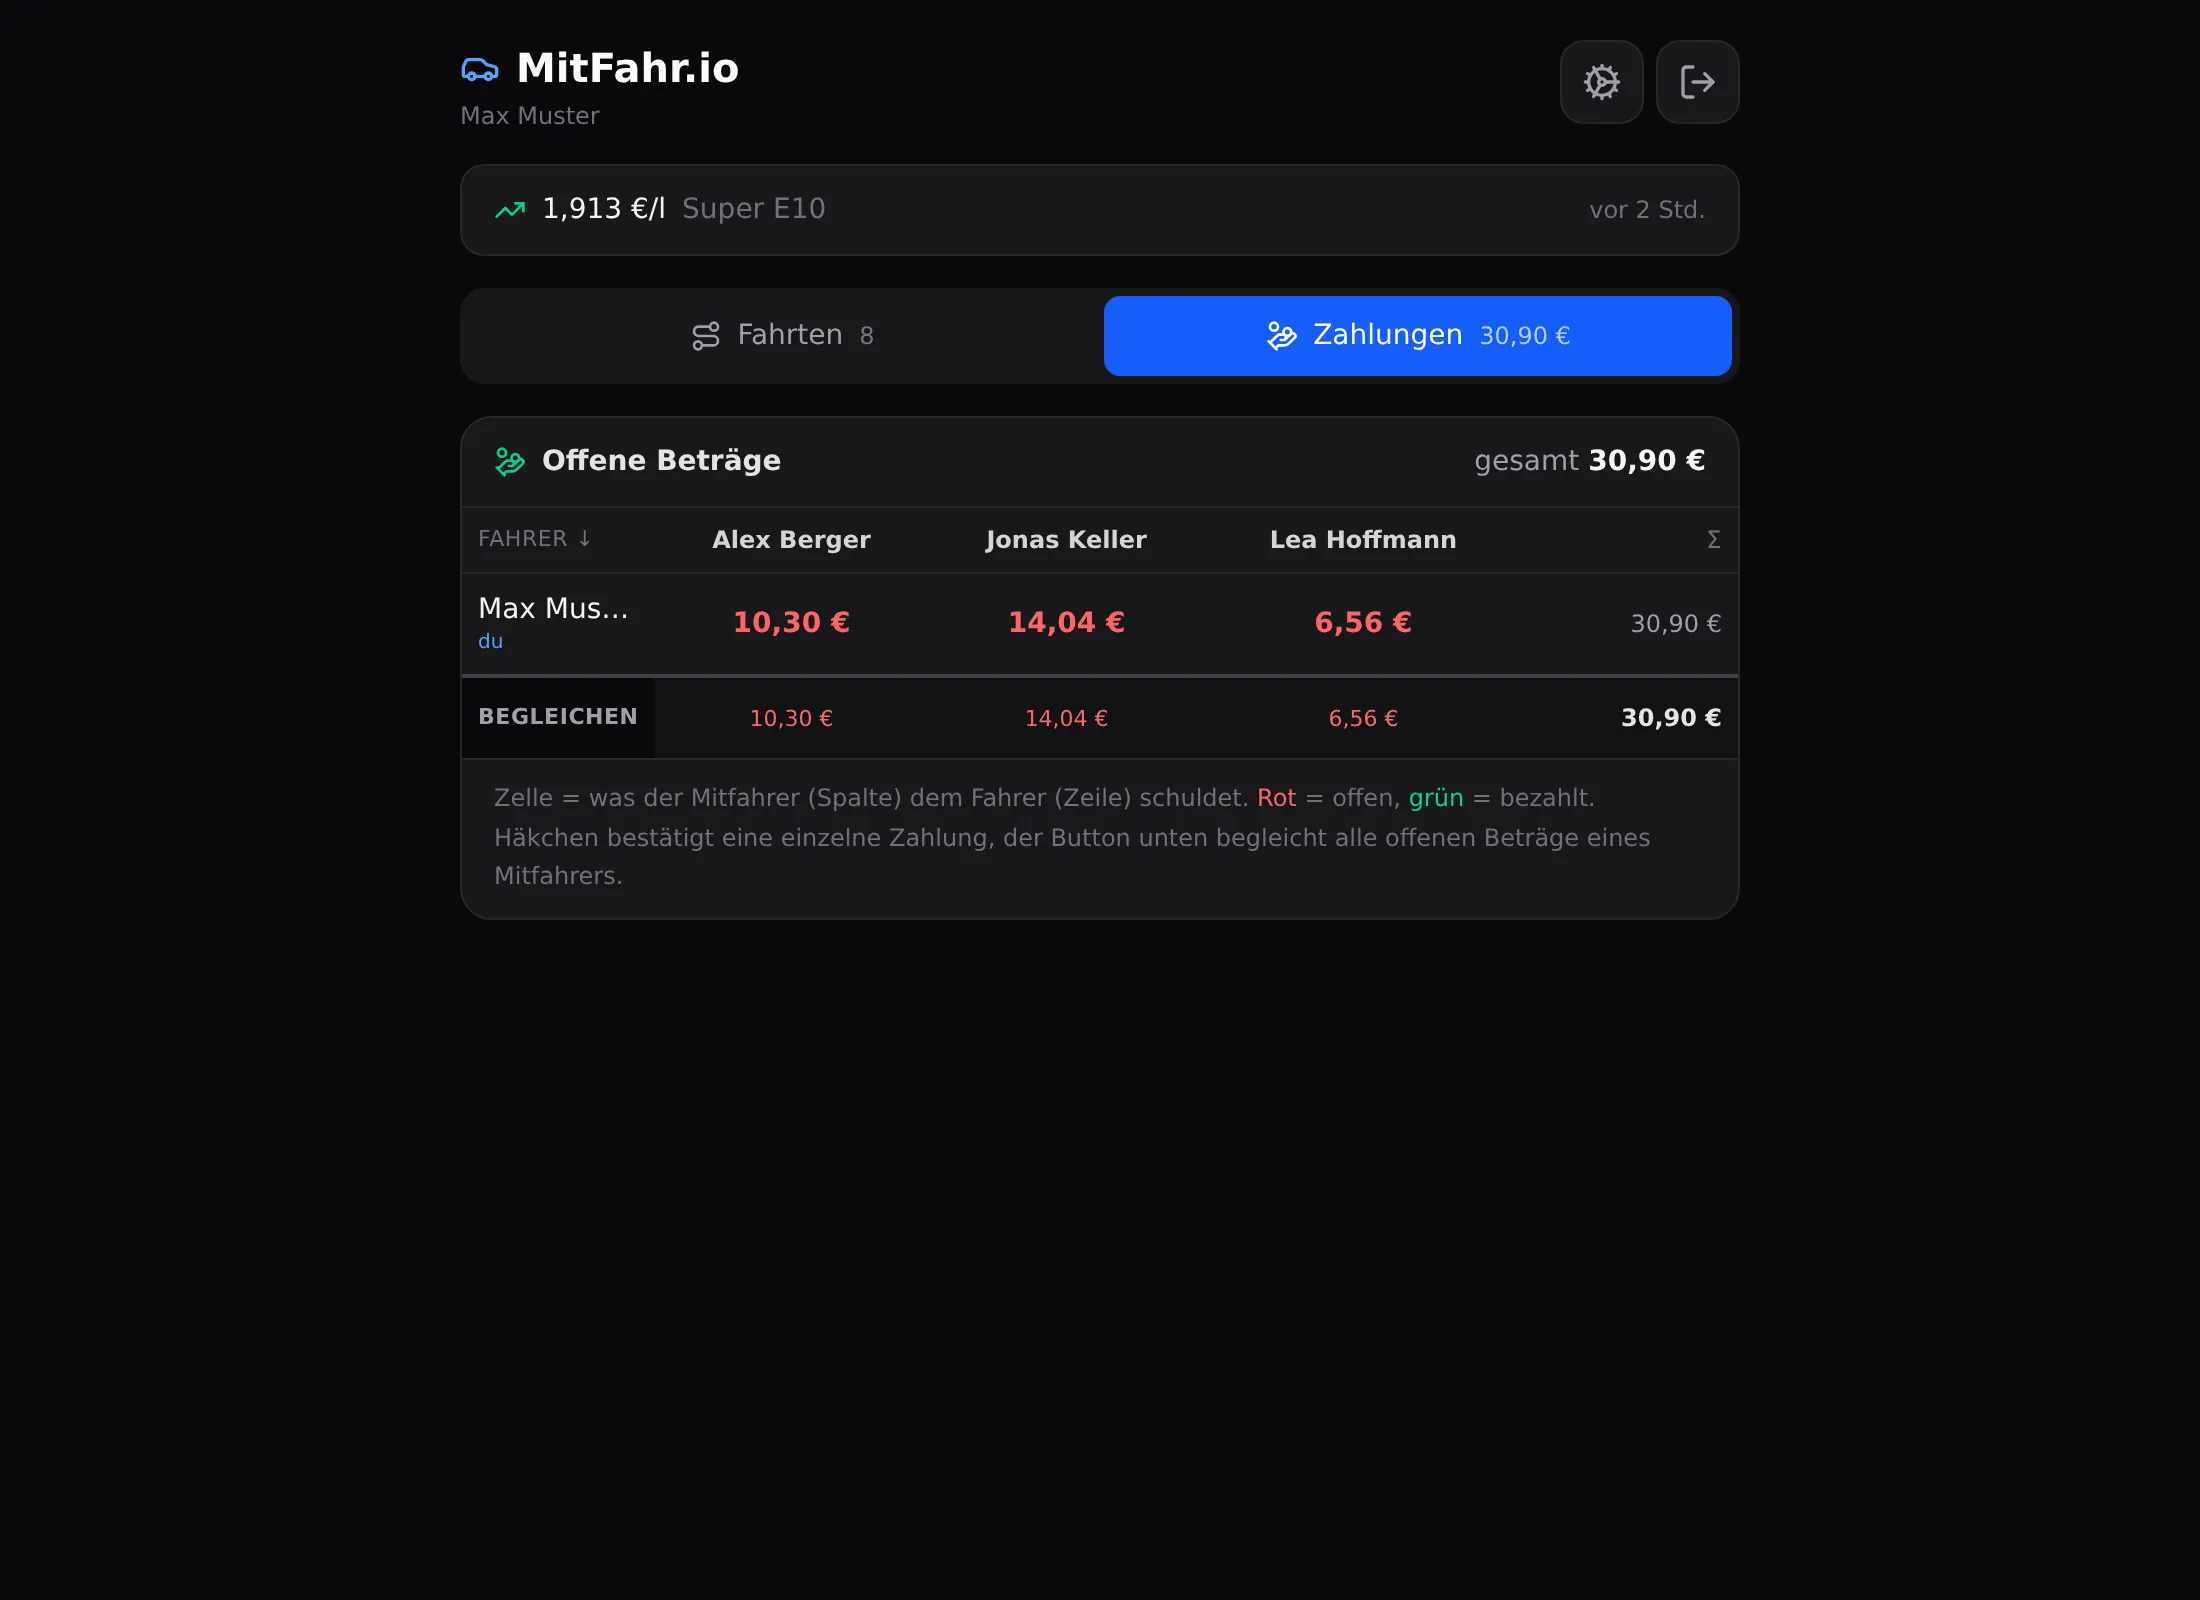 MitFahr.io
Max Muster
1,913 €/l Super E10 vor 2 Std.
Fahrten 8 Zahlungen 30,90 €
Offene Beträge gesamt 30,90 €
FAHRER ↓ Alex Berger Jonas Keller Lea Hoffmann Σ
Max Mus… 10,30 € 14,04 € 6,56 € 30,90 €
du
BEGLEICHEN 10,30 € 14,04 € 6,56 € 30,90 €
Zelle = was der Mitfahrer (Spalte) dem Fahrer (Zeile) schuldet. Rot = offen, grün = bezahlt.
Häkchen bestätigt eine einzelne Zahlung, der Button unten begleicht alle offenen Beträge eines
Mitfahrers.